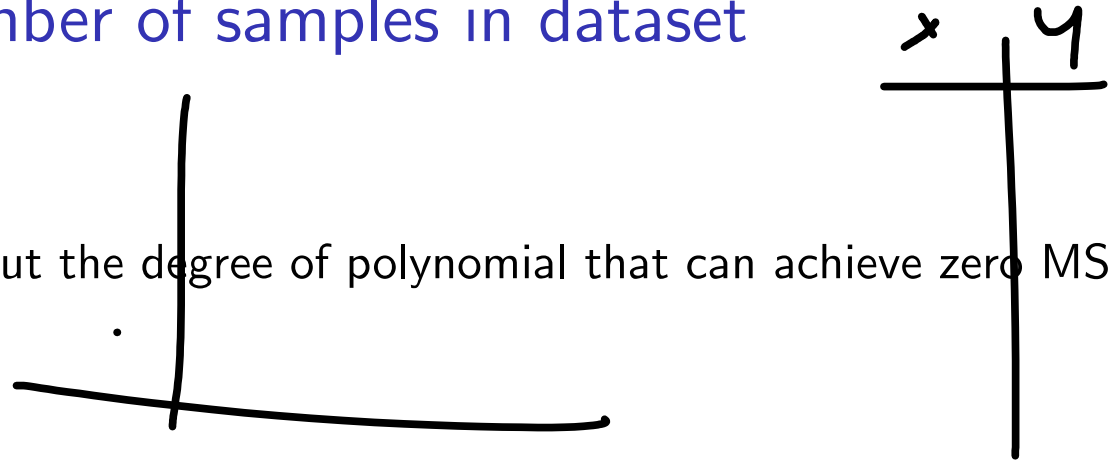 nber of samples in dataset
x y
ut the degree of polynomial that can achieve zero MS